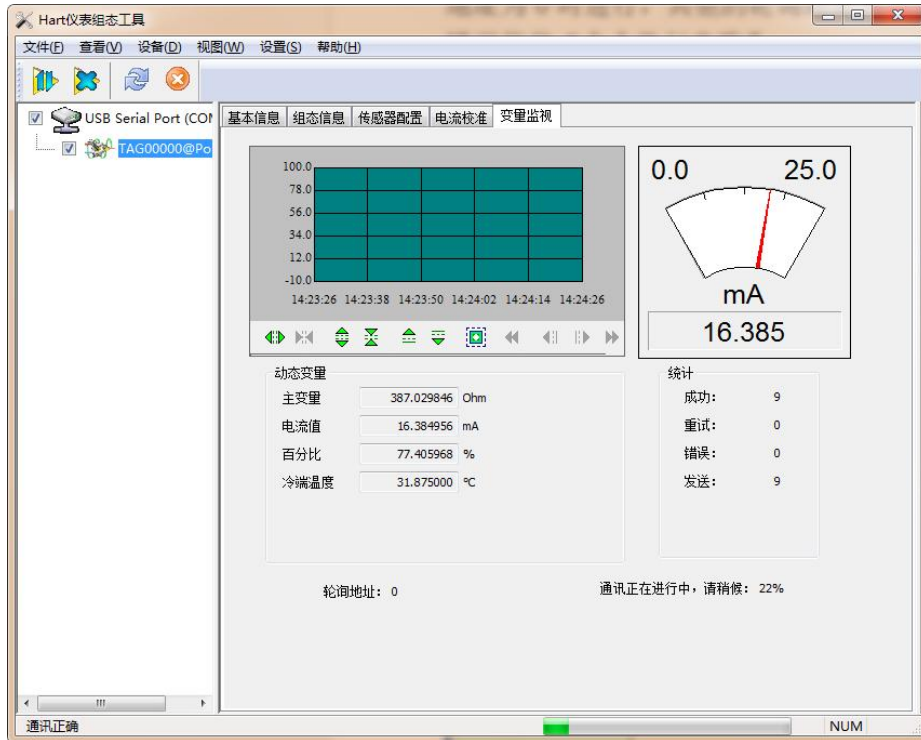 Hart仪表组态工具
文件(F) 查看(V) 设备(D) 视图(W) 设置(S) 帮助(H)
USB Serial Port (COM
TAG00000@Po
基本信息 组态信息 传感器配置 电流校准 变量监视
100.0
78.0
56.0
34.0
12.0
-10.0
14:23:26 14:23:38 14:23:50 14:24:02 14:24:14 14:24:26
0.0 25.0
mA
16.385
动态变量
主变量 387.029846 Ohm
电流值 16.384956 mA
百分比 77.405968 %
冷端温度 31.875000 ℃
统计
成功: 9
重试: 0
错误: 0
发送: 9
轮询地址: 0
通讯正在进行中，请稍候: 22%
通讯正确
NUM